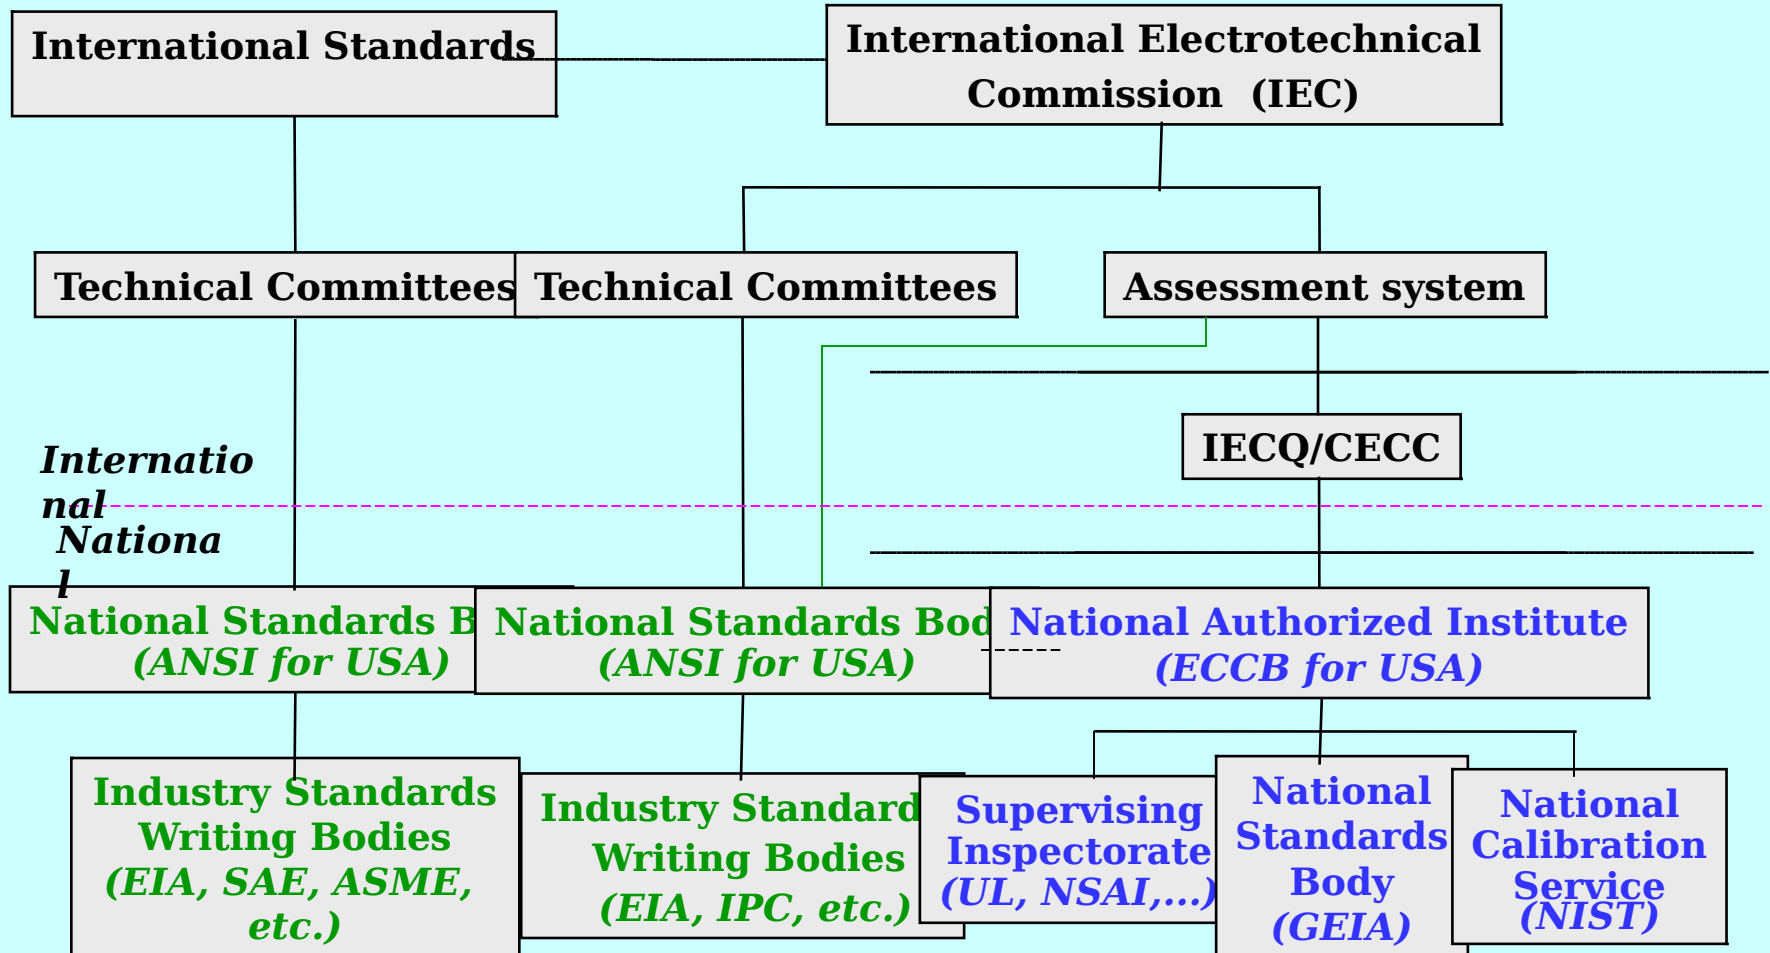 International Standards
International Electrotechnical
Commission (IEC)
Technical Committees
Technical Committees
Assessment system
IECQ/CECC
Internatio
nal
Nationa
l
National Standards B
(ANSI for USA)
National Standards Bod
(ANSI for USA)
National Authorized Institute
(ECCB for USA)
Industry Standards
Writing Bodies
(EIA, SAE, ASME,
etc.)
Industry Standard
Writing Bodies
(EIA, IPC, etc.)
Supervising
Inspectorate
(UL, NSAI,...)
National
Standards
Body
(GEIA)
National
Calibration
Service
(NIST)